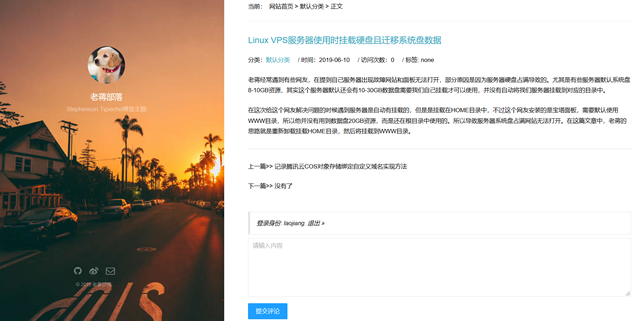 老蒋部落
Stephenson Typecho博客主题
© 2019 老蒋部落
当前： 网站首页 > 默认分类 > 正文
Linux VPS服务器使用时挂载硬盘且迁移系统盘数据
分类：默认分类 / 时间：2019-06-10 / 访问次数：0 / 标签: none
老蒋经常遇到有些网友，在提到自己服务器出现故障网站和面板无法打开，部分原因是因为服务器硬盘占满导致的。尤其是有些服务器默认系统盘
8-10GB资源，其实这个服务器默认还会有10-30GB数据盘需要我们自己挂载才可以使用，并没有自动将我们服务器挂载到对应的目录中。
在这次给这个网友解决问题的时候遇到服务器是自动有挂载的，但是是挂载在HOME目录中，不过这个网友安装的是宝塔面板，需要默认使用
WWW目录，所以他并没有用到数据盘20GB资源，而是还在根目录中使用的。所以导致服务器系统盘占满网站无法打开。在这篇文章中，老蒋的
思路就是重新卸载挂载HOME目录，然后将挂载到WWW目录。
上一篇>> 记录腾讯云COS对象存储绑定自定义域名实现方法
下一篇>> 没有了
登录身份: laojiang. 退出 »
请输入内容
提交评论